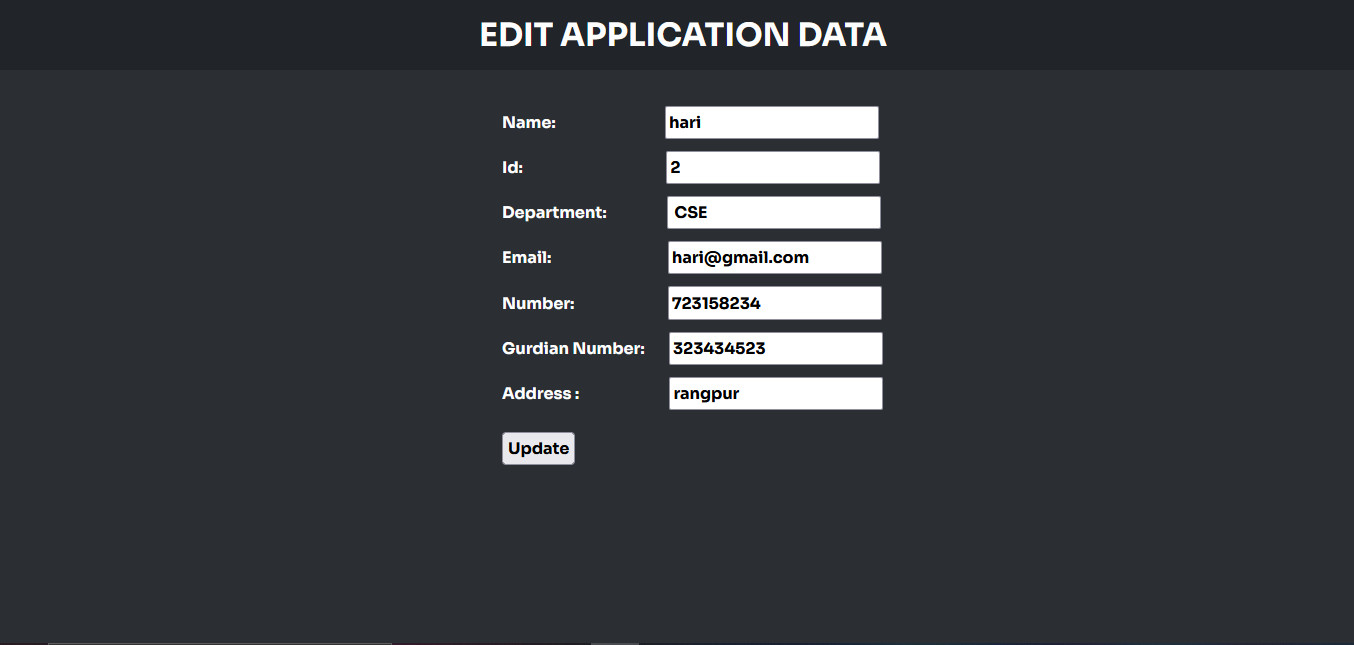 EDIT APPLICATION DATA
Name: hari
Id: 2
Department: CSE
Email: hari@gmail.com
Number: 723158234
Gurdian Number: 323434523
Address : rangpur
Update